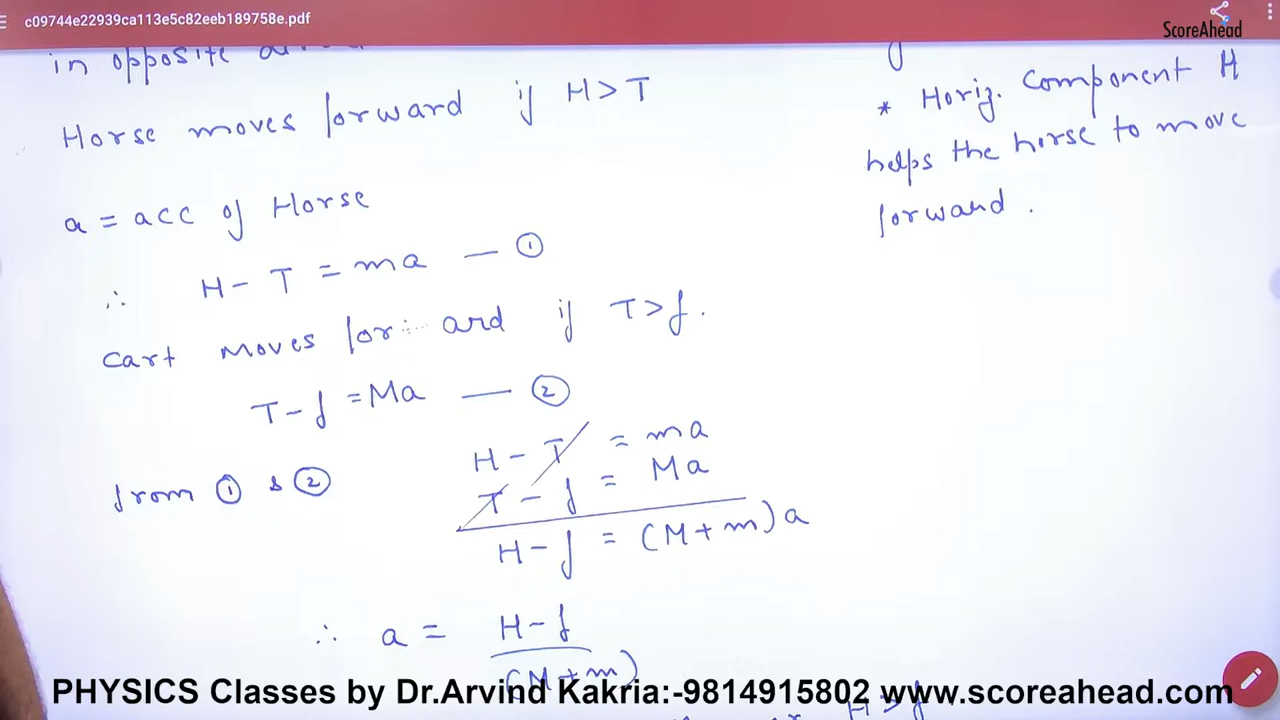 c09744e22939ca113e5c82eeb189758e.pdf
ScoreAhead
in opposite
Horse moves forward if H > T
a = acc of Horse
∴ H - T = ma — ①
Cart moves for ard if T > f.
T - f = Ma — ②
from ① & ②
H - T = ma
T - f = Ma
H - f = (M + m) a
∴ a = H - f
(M + m)
H > f
* Horiz. Component H
helps the horse to move
forward.
PHYSICS Classes by Dr.Arvind Kakria:-9814915802 www.scoreahead.com